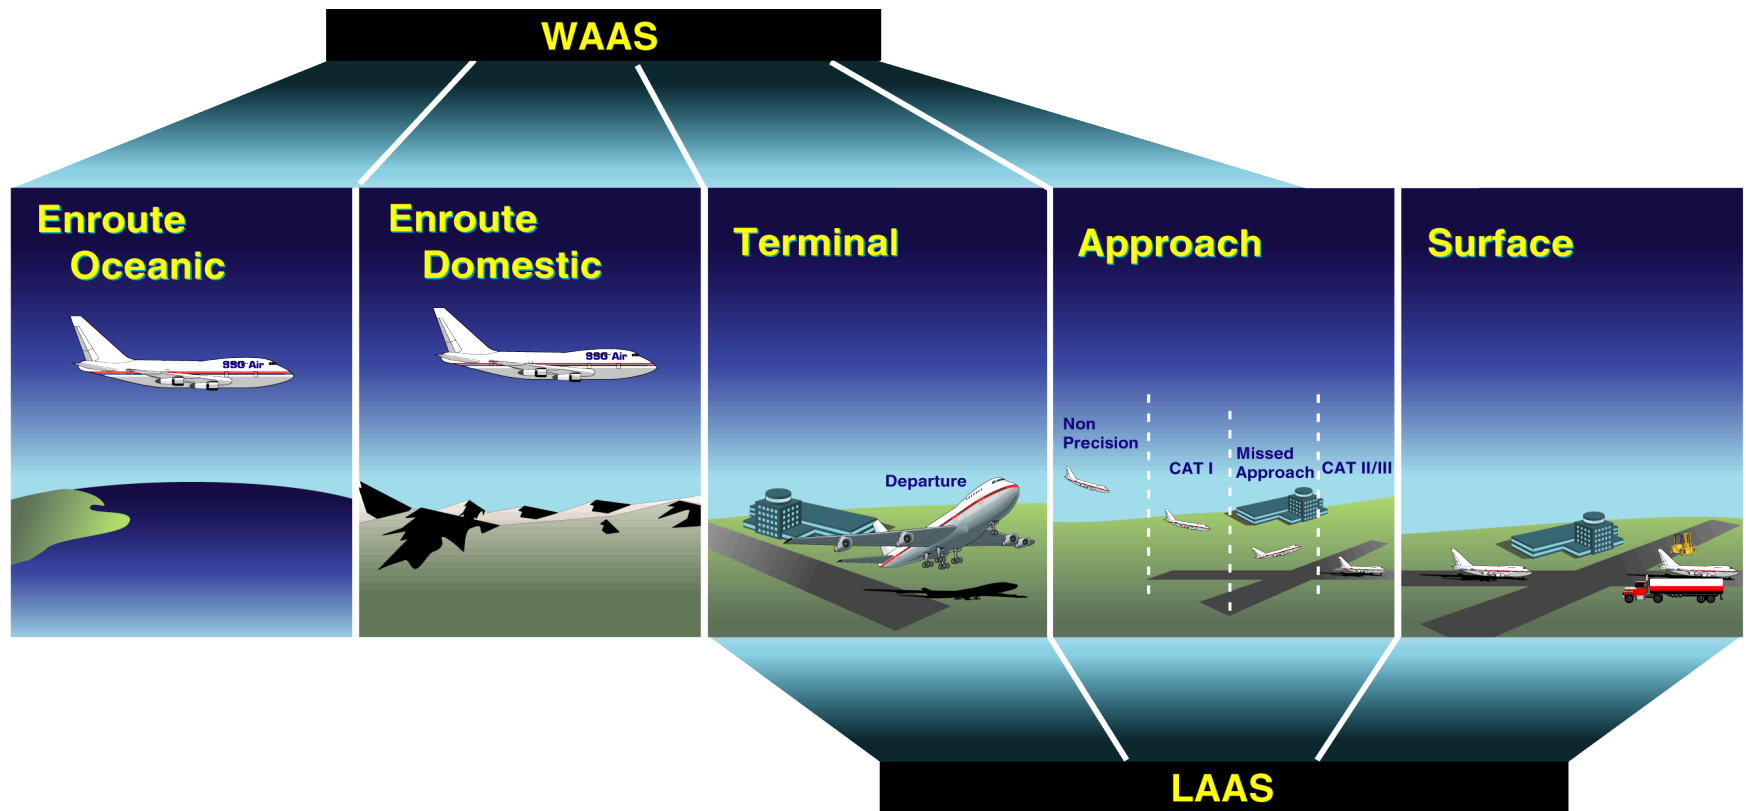 WAAS
Enroute
Oceanic
SSG Air
Enroute
Domestic
SSG Air
Terminal
Departure
Approach
Non
Precision
CAT I
Missed
Approach
CAT II/III
Surface
LAAS